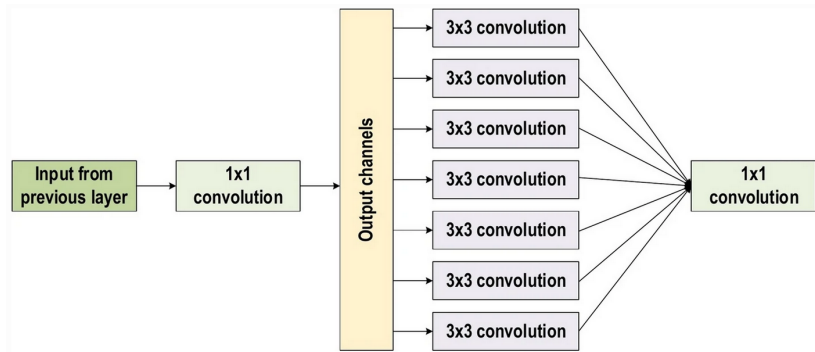 Input from
previous layer
1x1
convolution
Output channels
3x3 convolution
3x3 convolution
3x3 convolution
3x3 convolution
3x3 convolution
3x3 convolution
3x3 convolution
1x1
convolution